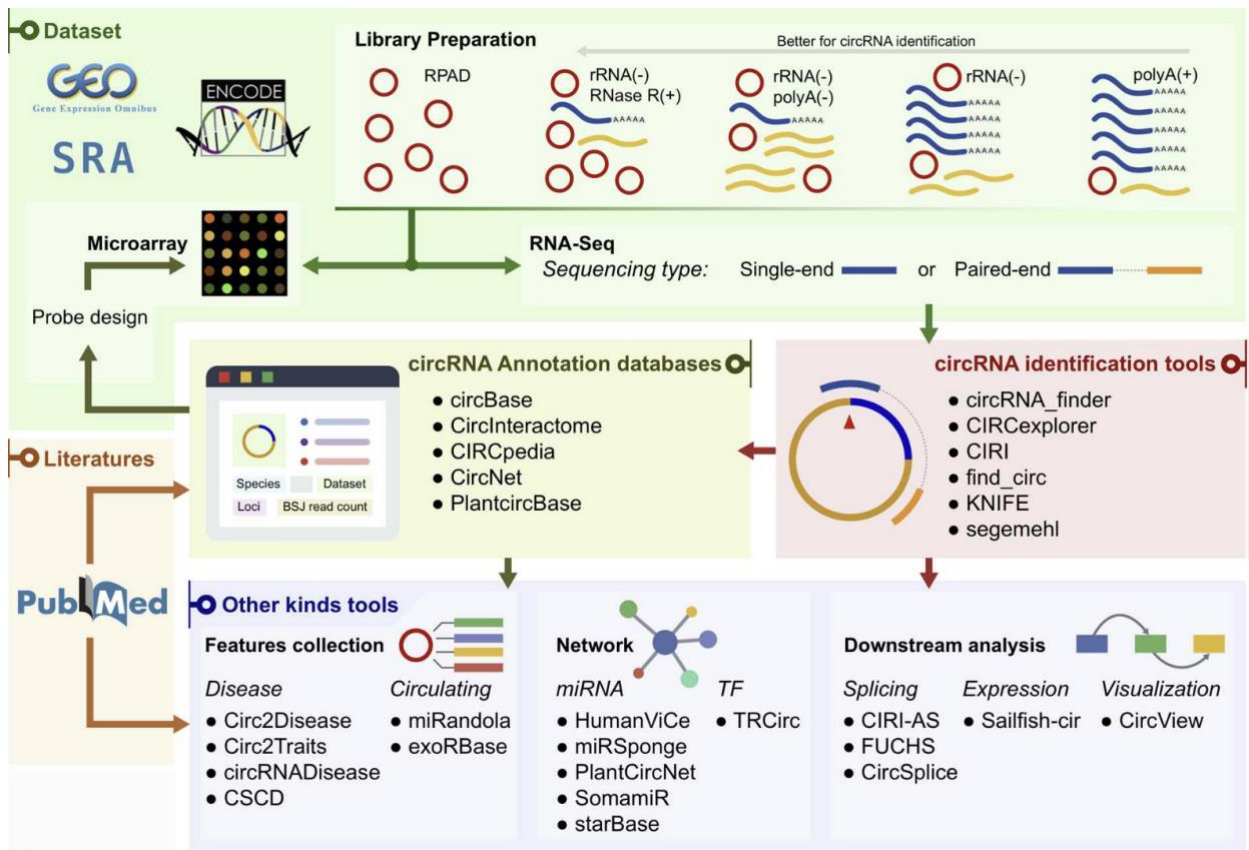 Dataset
GEO
Gene Expression Omnibus
ENCODE
SRA
Library Preparation
Better for circRNA identification
RPAD
rRNA(-)
RNase R(+)
AAAAA
rRNA(-)
polyA(-)
AAAAA
rRNA(-)
AAAAA
AAAAA
AAAAA
AAAAA
polyA(+)
AAAAA
AAAAA
AAAAA
AAAAA
AAAAA
Microarray
Probe design
RNA-Seq
Sequencing type: Single-end or Paired-end
circRNA Annotation databases
● circBase
● CircInteractome
● CIRCpedia
● CircNet
● PlantcircBase
Species Dataset
Loci BSJ read count
circRNA identification tools
● circRNA_finder
● CIRCexplorer
● CIRI
● find_circ
● KNIFE
● segemehl
Literatures
PubMed
Other kinds tools
Features collection
Disease
● Circ2Disease
● Circ2Traits
● circRNADisease
● CSCD
Circulating
● miRandola
● exoRBase
Network
miRNA
● HumanViCe
● miRSponge
● PlantCircNet
● SomamiR
● starBase
TF
● TRCirc
Downstream analysis
Splicing
● CIRI-AS
● FUCHS
● CircSplice
Expression
● Sailfish-cir
Visualization
● CircView